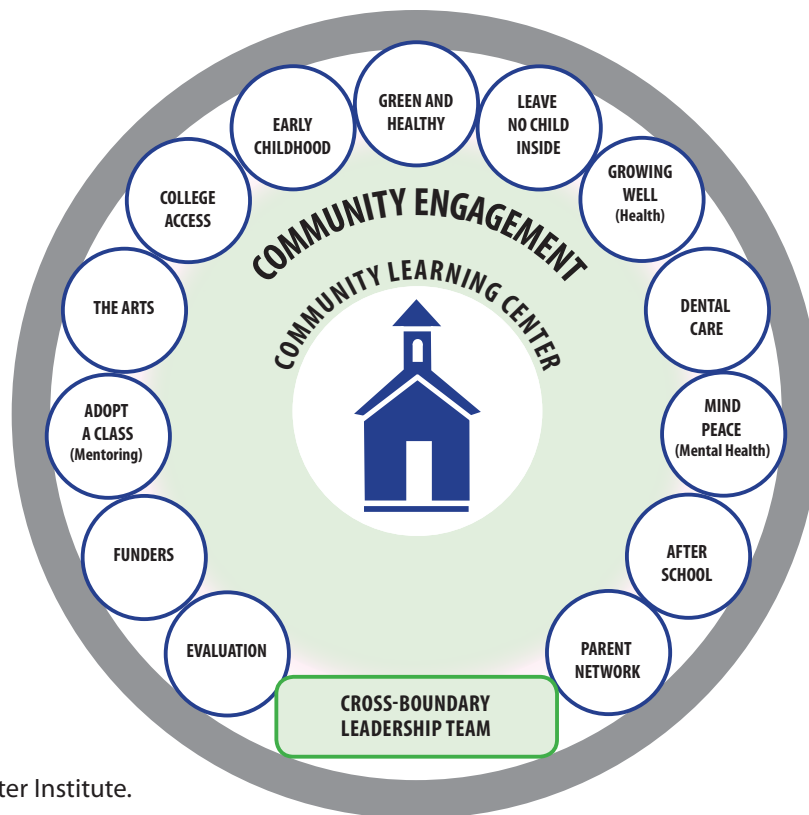 GREEN AND
HEALTHY
EARLY
CHILDHOOD
LEAVE
NO CHILD
INSIDE
COLLEGE
ACCESS
GROWING
WELL
(Health)
COMMUNITY ENGAGEMENT
COMMUNITY LEARNING CENTER
THE ARTS
DENTAL
CARE
ADOPT
A CLASS
(Mentoring)
MIND
PEACE
(Mental Health)
FUNDERS
AFTER
SCHOOL
EVALUATION
PARENT
NETWORK
CROSS-BOUNDARY
LEADERSHIP TEAM
ter Institute.